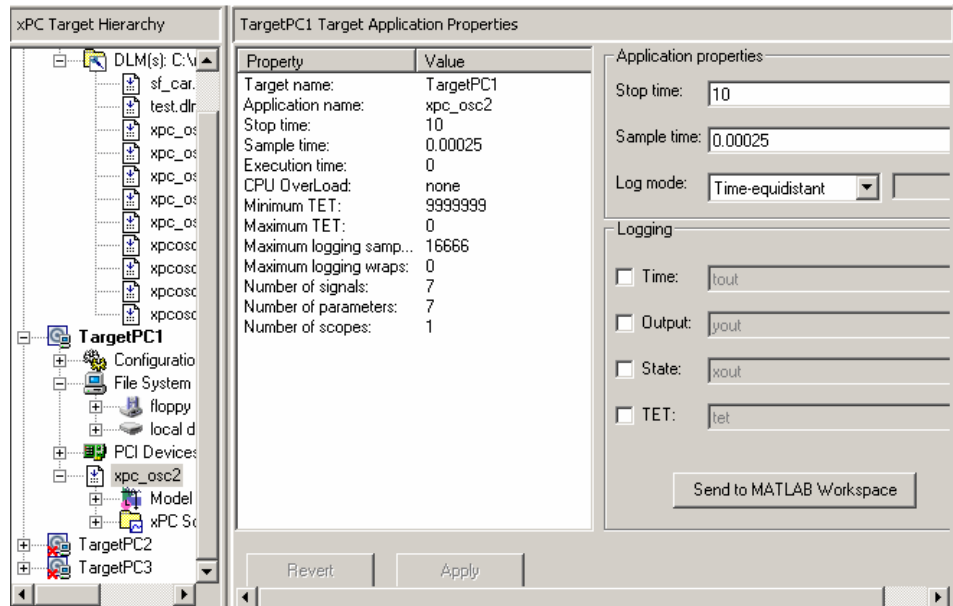 xPC Target Hierarchy
DLM(s): C:\
sf_car.
test.dlr
xpc_os
xpc_os
xpc_os
xpc_os
xpc_os
xpcosc
xpcosc
xpcosc
xpcosc
TargetPC1
Configuratio
File System
floppy
local d
PCI Devices
xpc_osc2
Model
xPC Sc
TargetPC2
TargetPC3
TargetPC1 Target Application Properties
Property Value
Target name: TargetPC1
Application name: xpc_osc2
Stop time: 10
Sample time: 0.00025
Execution time: 0
CPU OverLoad: none
Minimum TET: 9999999
Maximum TET: 0
Maximum logging samp... 16666
Maximum logging wraps: 0
Number of signals: 7
Number of parameters: 7
Number of scopes: 1
Revert Apply
Application properties
Stop time: 10
Sample time: 0.00025
Log mode: Time-equidistant
Logging
Time: tout
Output: yout
State: xout
TET: tet
Send to MATLAB Workspace